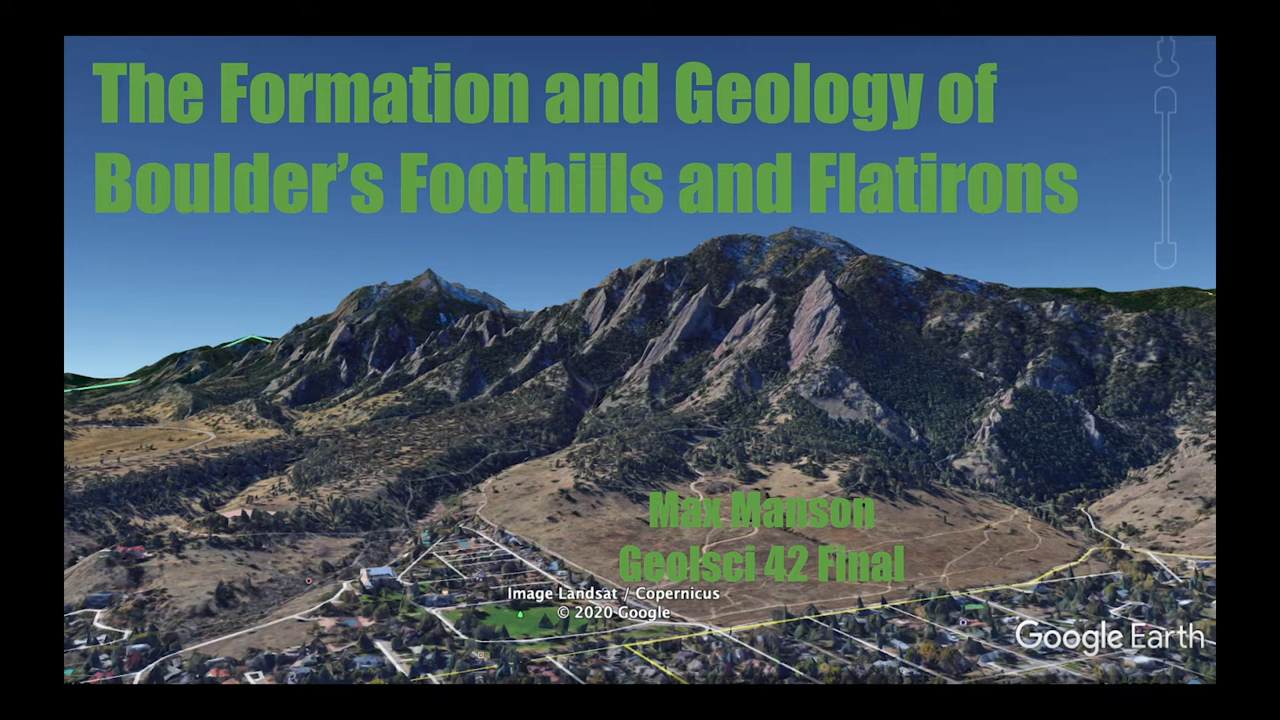 The Formation and Geology of
Boulder’s Foothills and Flatirons
Max Manson
Geolsci 42 Final
Image Landsat / Copernicus
© 2020 Google
Google Earth